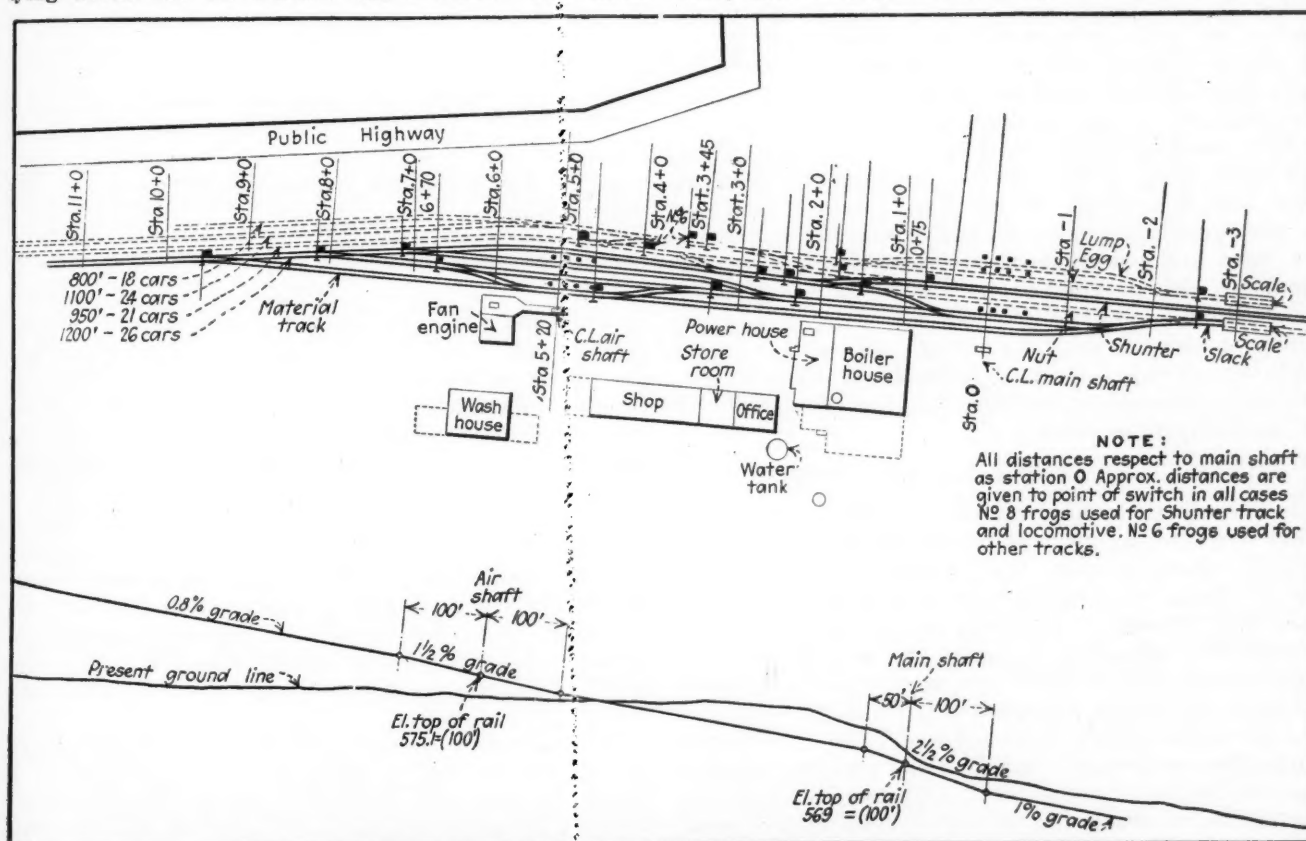 Public Highway
Sta. 11+0
Sta 10+0
Sta. 9+0
Sta. 8+0
Sta. 7+0
6+70
Sta. 6+0
Sta. 5+0
Sta. 4+0
Nº6
Stat. 3+45
Stat. 3+0
Sta. 2+0
Sta. 1+0
0+75
Sta. -1
Lump
Egg
Sta. -2
Sta. -3
Scale
800' - 18 cars
1100' - 24 cars
950' - 21 cars
1200' - 26 cars
Material
track
Fan
engine
Sta 5+20
C.L. air
shaft
Store
room
Power house
Boiler
house
Sta. 0
Nut
Shunter
Slack
Scale
C.L. main shaft
Wash
house
Shop
Office
Water
tank
NOTE:
All distances respect to main shaft
as station 0 Approx. distances are
given to point of switch in all cases
Nº 8 frogs used for Shunter track
and locomotive. Nº 6 frogs used for
other tracks.
0.8% grade
Air
shaft
100'
100'
1½% grade
Present ground line
El. top of rail
575.1=(100')
Main shaft
50'
100'
2½% grade
El. top of rail
569 = (100')
1% grade